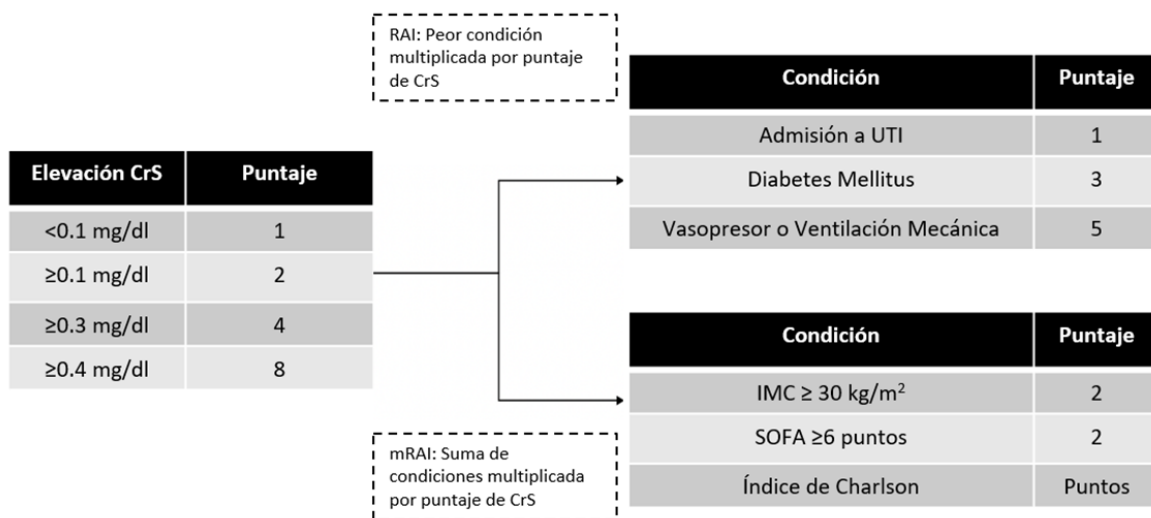 RAI: Peor condición
multiplicada por puntaje
de CrS
Condición Puntaje
Admisión a UTI 1
Diabetes Mellitus 3
Vasopresor o Ventilación Mecánica 5
Elevación CrS Puntaje
<0.1 mg/dl 1
≥0.1 mg/dl 2
≥0.3 mg/dl 4
≥0.4 mg/dl 8
Condición Puntaje
IMC ≥ 30 kg/m² 2
SOFA ≥6 puntos 2
Índice de Charlson Puntos
mRAI: Suma de
condiciones multiplicada
por puntaje de CrS